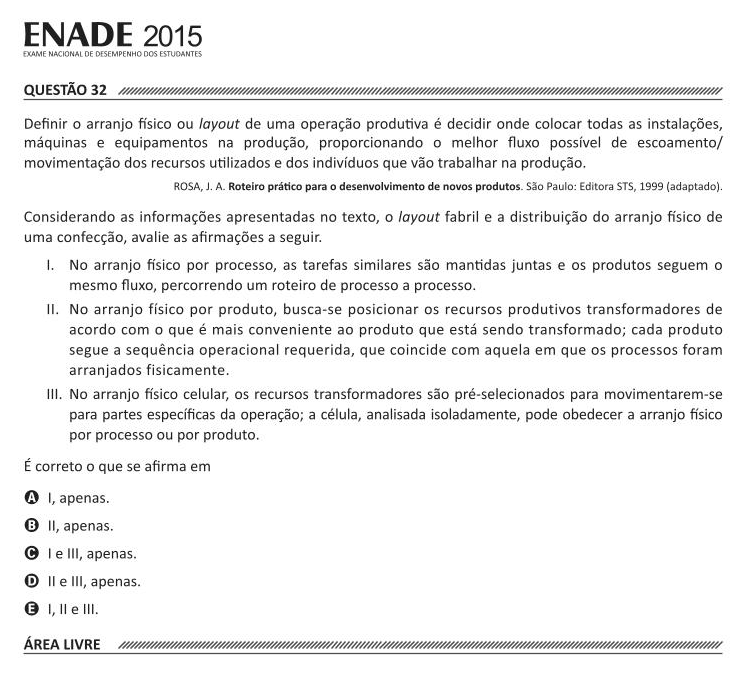 ENADE 2015
EXAME NACIONAL DE DESEMPENHO DOS ESTUDANTES
QUESTÃO 32
Definir o arranjo físico ou layout de uma operação produtiva é decidir onde colocar todas as instalações,
máquinas e equipamentos na produção, proporcionando o melhor fluxo possível de escoamento/
movimentação dos recursos utilizados e dos indivíduos que vão trabalhar na produção.
ROSA, J. A. Roteiro prático para o desenvolvimento de novos produtos. São Paulo: Editora STS, 1999 (adaptado).
Considerando as informações apresentadas no texto, o layout fabril e a distribuição do arranjo físico de
uma confecção, avalie as afirmações a seguir.
I. No arranjo físico por processo, as tarefas similares são mantidas juntas e os produtos seguem o
mesmo fluxo, percorrendo um roteiro de processo a processo.
II. No arranjo físico por produto, busca-se posicionar os recursos produtivos transformadores de
acordo com o que é mais conveniente ao produto que está sendo transformado; cada produto
segue a sequência operacional requerida, que coincide com aquela em que os processos foram
arranjados fisicamente.
III. No arranjo físico celular, os recursos transformadores são pré-selecionados para movimentarem-se
para partes específicas da operação; a célula, analisada isoladamente, pode obedecer a arranjo físico
por processo ou por produto.
É correto o que se afirma em
A I, apenas.
B II, apenas.
C I e III, apenas.
D II e III, apenas.
E I, II e III.
ÁREA LIVRE